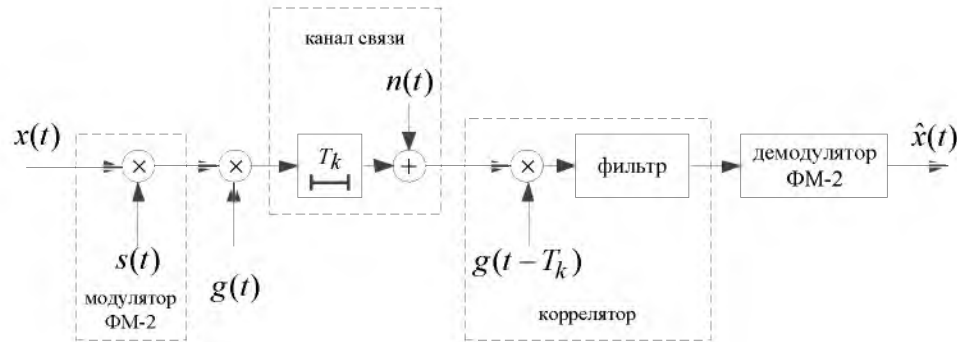 канал связи
n(t)
x(t)
T_k
фильтр
демодулятор
ФМ-2
x̂(t)
s(t)
модулятор
ФМ-2
g(t)
g(t − T_k)
коррелятор